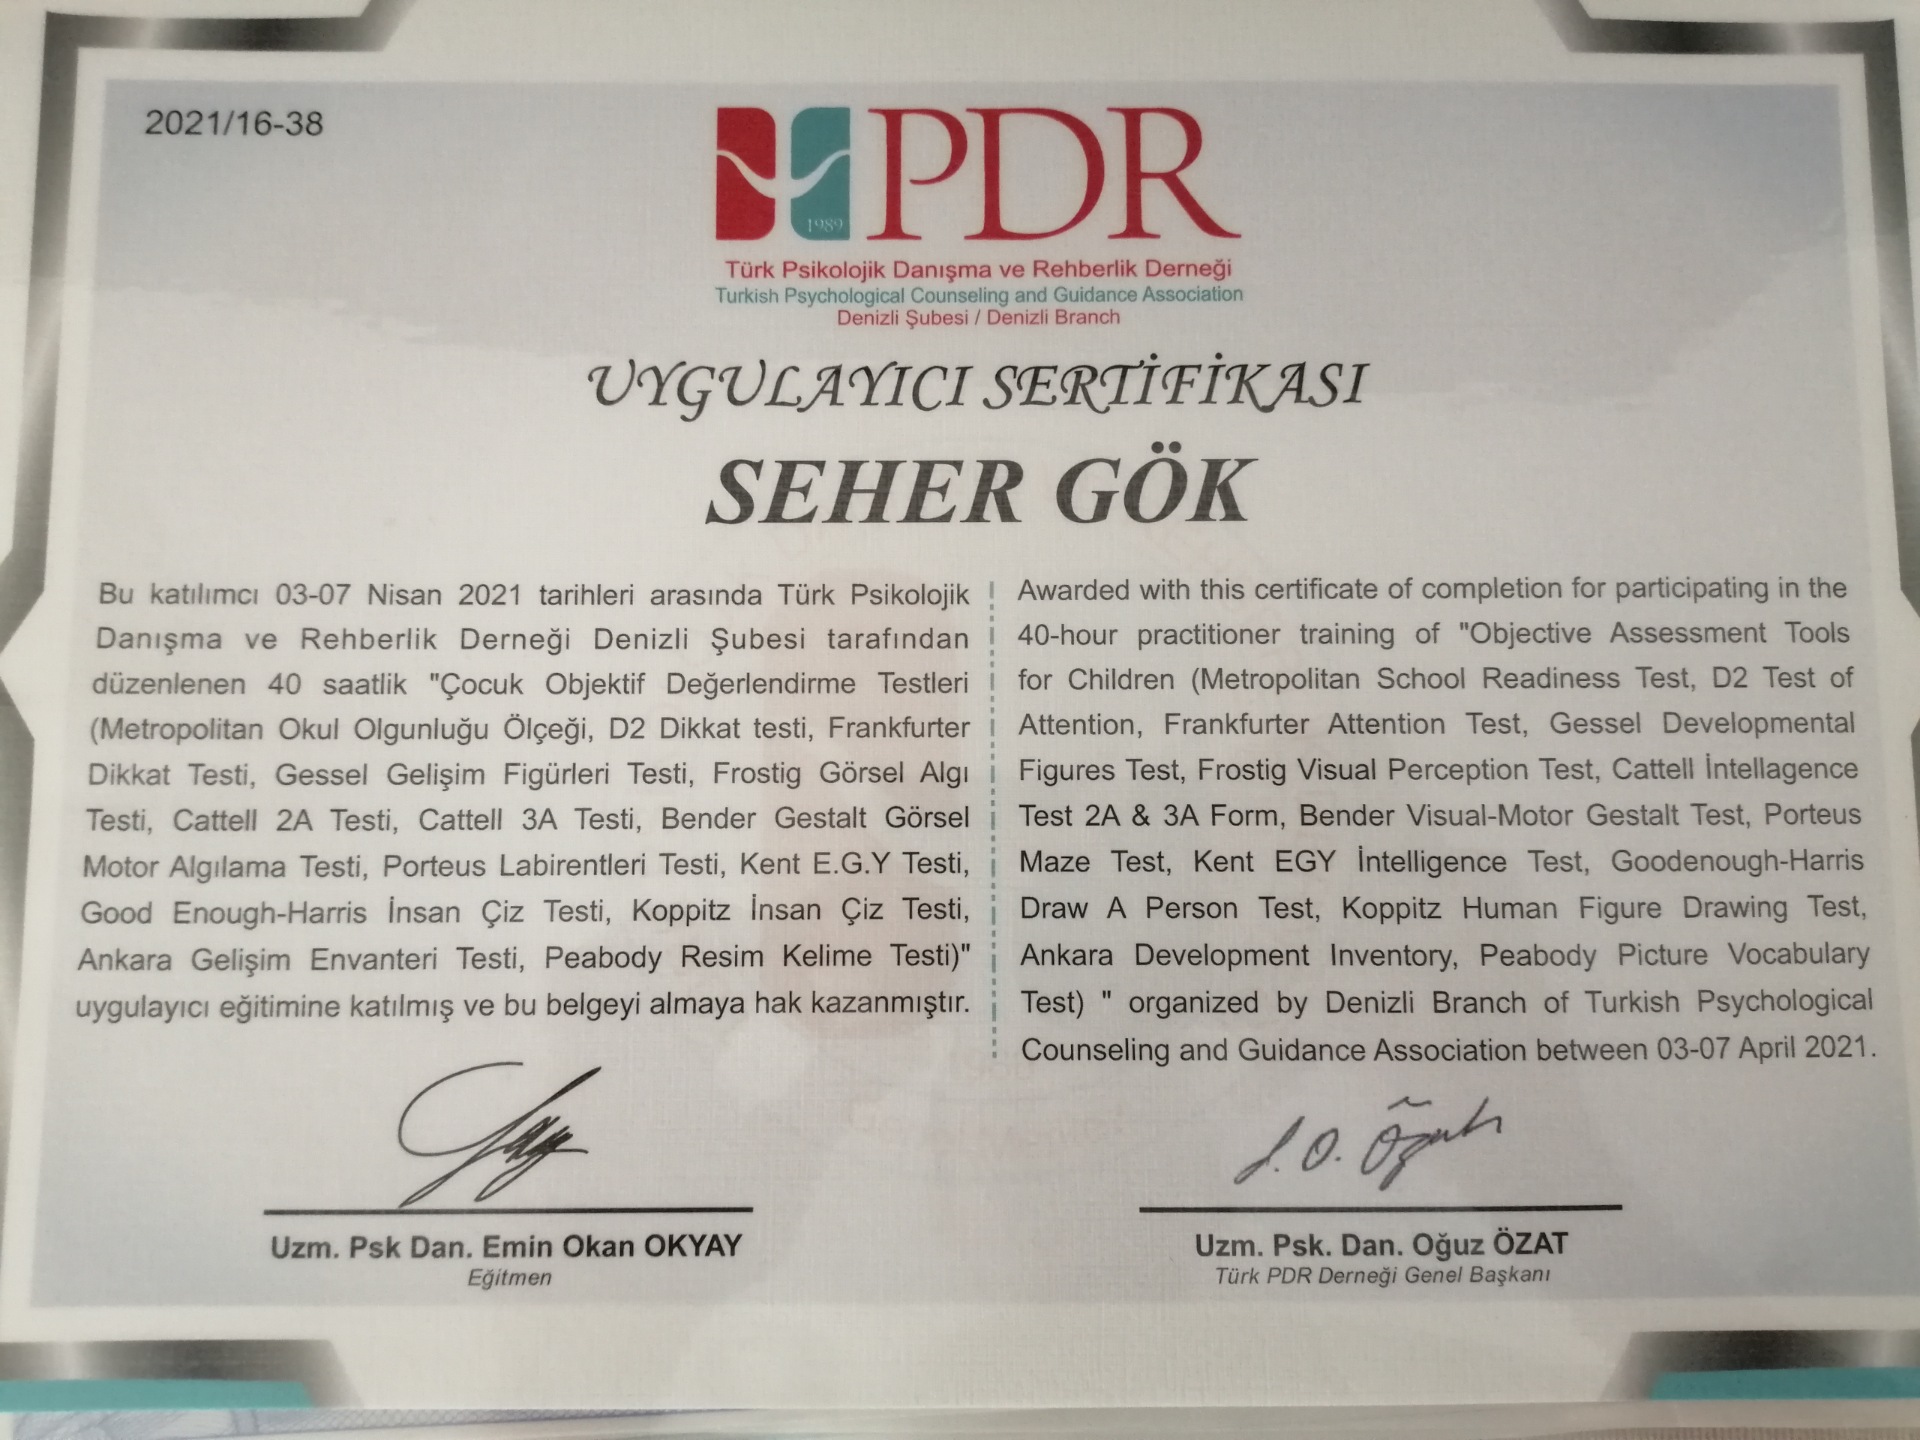 2021/16-38
1989
PDR
Türk Psikolojik Danışma ve Rehberlik Derneği
Turkish Psychological Counseling and Guidance Association
Denizli Şubesi / Denizli Branch
UYGULAYICI SERTİFİKASI
SEHER GÖK
Bu katılımcı 03-07 Nisan 2021 tarihleri arasında Türk Psikolojik
Danışma ve Rehberlik Derneği Denizli Şubesi tarafından
düzenlenen 40 saatlik "Çocuk Objektif Değerlendirme Testleri
(Metropolitan Okul Olgunluğu Ölçeği, D2 Dikkat testi, Frankfurter
Dikkat Testi, Gessel Gelişim Figürleri Testi, Frostig Görsel Algı
Testi, Cattell 2A Testi, Cattell 3A Testi, Bender Gestalt Görsel
Motor Algılama Testi, Porteus Labirentleri Testi, Kent E.G.Y Testi,
Good Enough-Harris İnsan Çiz Testi, Koppitz İnsan Çiz Testi,
Ankara Gelişim Envanteri Testi, Peabody Resim Kelime Testi)"
uygulayıcı eğitimine katılmış ve bu belgeyi almaya hak kazanmıştır.
Awarded with this certificate of completion for participating in the
40-hour practitioner training of "Objective Assessment Tools
for Children (Metropolitan School Readiness Test, D2 Test of
Attention, Frankfurter Attention Test, Gessel Developmental
Figures Test, Frostig Visual Perception Test, Cattell İntellagence
Test 2A & 3A Form, Bender Visual-Motor Gestalt Test, Porteus
Maze Test, Kent EGY İntelligence Test, Goodenough-Harris
Draw A Person Test, Koppitz Human Figure Drawing Test,
Ankara Development Inventory, Peabody Picture Vocabulary
Test) " organized by Denizli Branch of Turkish Psychological
Counseling and Guidance Association between 03-07 April 2021.
Uzm. Psk Dan. Emin Okan OKYAY
Eğitmen
Uzm. Psk. Dan. Oğuz ÖZAT
Türk PDR Derneği Genel Başkanı